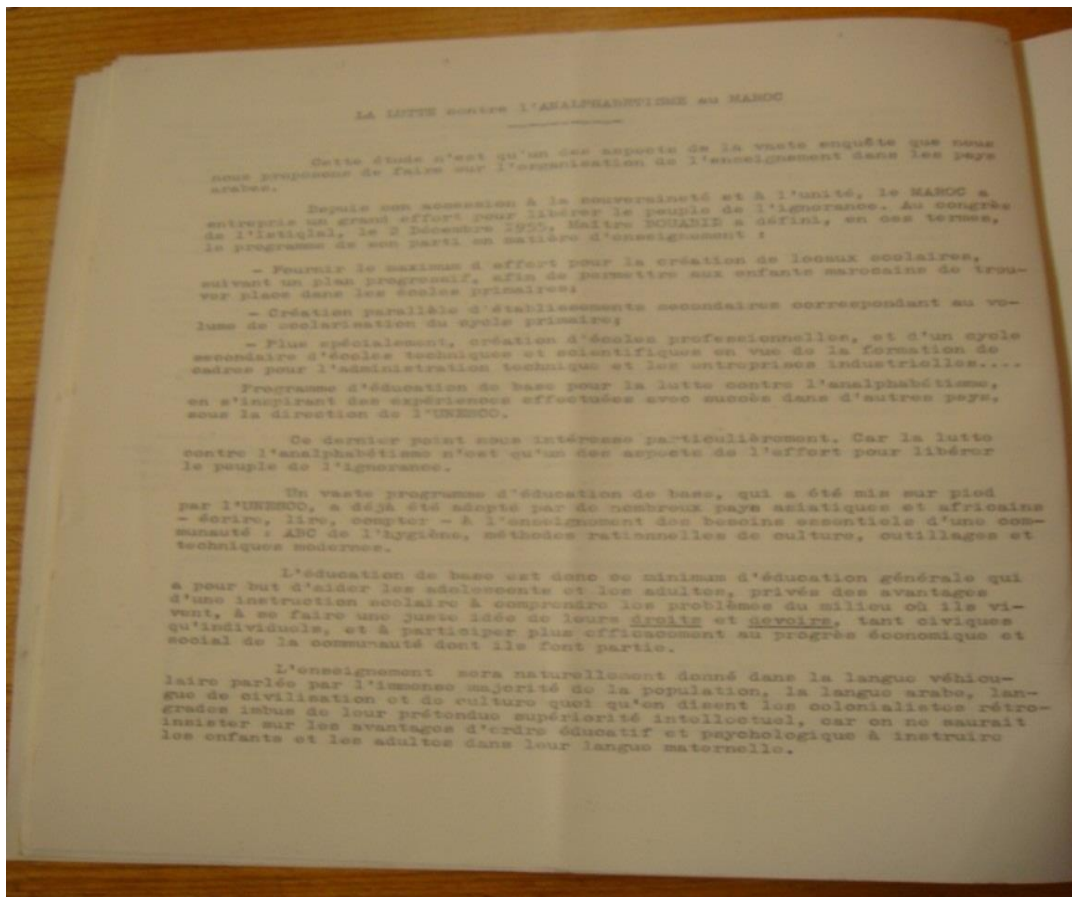 LA LUTTE contre l'ANALPHABETISME au MAROC
Cette étude n'est qu'un des aspects de la vaste enquête que nous
nous proposons de faire sur l'organisation de l'enseignement dans les pays
arabes.
Depuis son accession à la souveraineté et à l'unité, le MAROC a
entrepris un grand effort pour libérer le peuple de l'ignorance. Au congrès
de l'Istiqlal, le 2 Décembre 1955, Maître BOUABID a défini, en ces termes,
le programme de son parti en matière d'enseignement :
- Fournir le maximum d effort pour la création de locaux scolaires,
suivant un plan progressif, afin de permettre aux enfants marocains de trou-
ver place dans les écoles primaires;
- Création parallèle d'établissements secondaires correspondant au vo-
lume de scolarisation du cycle primaire;
- Plus spécialement, création d'écoles professionnelles, et d'un cycle
secondaire d'écoles techniques et scientifiques en vue de la formation de
cadres pour l'administration technique et les entreprises industrielles....
Programme d'éducation de base pour la lutte contre l'analphabétisme,
en s'inspirant des expériences effectuées avec succès dans d'autres pays,
sous la direction de l'UNESCO.
Ce dernier point nous intéresse particulièrement. Car la lutte
contre l'analphabétisme n'est qu'un des aspects de l'effort pour libérer
le peuple de l'ignorance.
Un vaste programme d'éducation de base, qui a été mis sur pied
par l'UNESCO, a déjà été adopté par de nombreux pays asiatiques et africains
- écrire, lire, compter - à l'enseignement des besoins essentiels d'une com-
munauté : ABC de l'hygiène, méthodes rationnelles de culture, outillages et
techniques modernes.
L'éducation de base est donc ce minimum d'éducation générale qui
a pour but d'aider les adolescents et les adultes, privés des avantages
d'une instruction scolaire à comprendre les problèmes du milieu où ils vi-
vent, à se faire une juste idée de leurs droits et devoirs, tant civiques
qu'individuels, et à participer plus efficacement au progrès économique et
social de la communauté dont ils font partie.
L'enseignement sera naturellement donné dans la langue véhicu-
laire parlée par l'immense majorité de la population, la langue arabe, lan-
gue de civilisation et de culture quoi qu'en disent les colonialistes rétro-
grades imbus de leur prétendue supériorité intellectuel, car on ne saurait
insister sur les avantages d'ordre éducatif et psychologique à instruire
les enfants et les adultes dans leur langue maternelle.